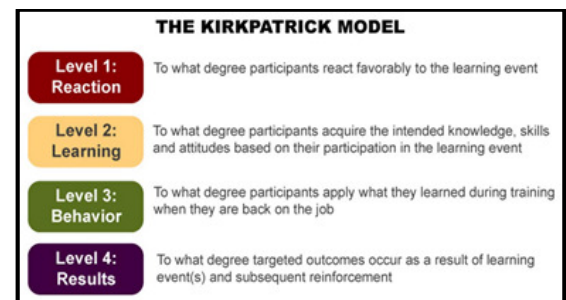 THE KIRKPATRICK MODEL
Level 1:
Reaction
To what degree participants react favorably to the learning event
Level 2:
Learning
To what degree participants acquire the intended knowledge, skills
and attitudes based on their participation in the learning event
Level 3:
Behavior
To what degree participants apply what they learned during training
when they are back on the job
Level 4:
Results
To what degree targeted outcomes occur as a result of learning
event(s) and subsequent reinforcement